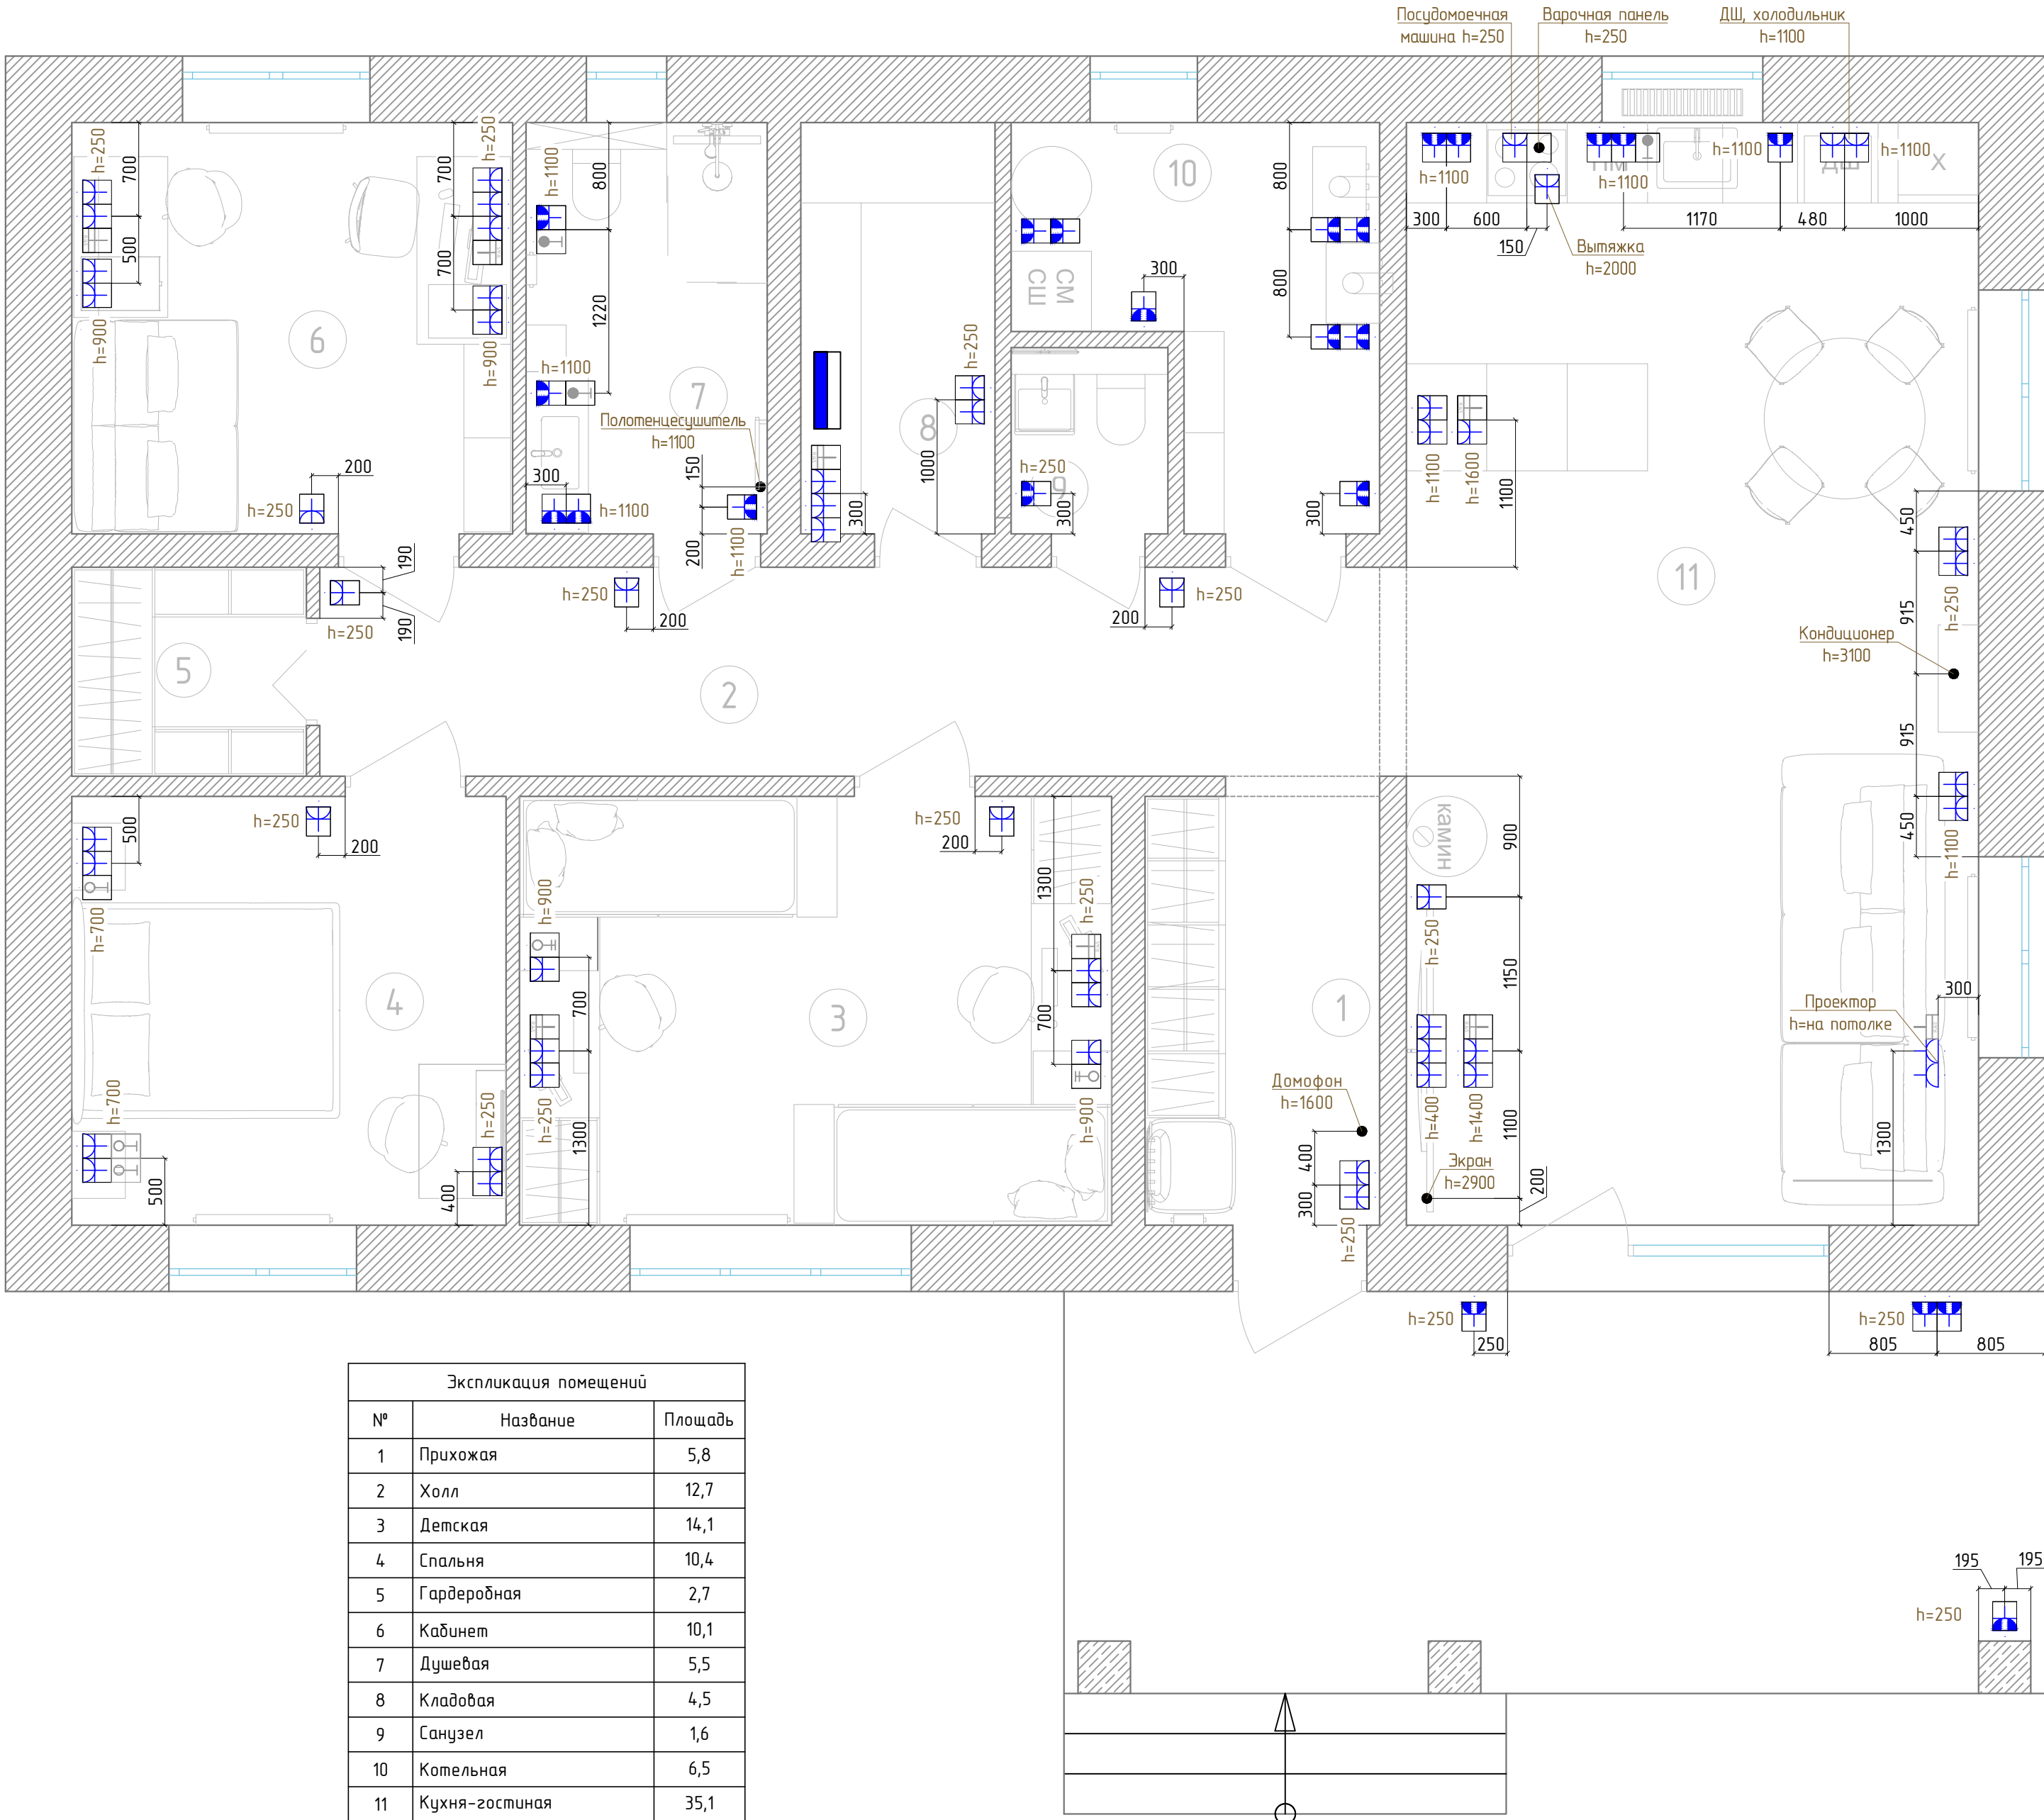 Посудомоечная
машина h=250
Варочная панель
h=250
ДШ, холодильник
h=1100
h=250
700
500
h=900
6
700
h=250
700
h=900
200
h=250
h=1100
800
1220
h=1100
7
Полотенцесушитель
h=1100
150
300
h=1100
200
h=1100
8
h=250
1000
300
10
СМ
СШ
300
800
800
h=250
9
300
300
h=1100
ПМ
h=1100
h=1100
ДШ
Х
h=1100
300
600
150
1170
480
1000
Вытяжка
h=2000
h=1100
h=1600
1100
11
450
h=250
915
Кондиционер
h=3100
915
450
h=1100
190
190
h=250
5
h=250
200
2
h=250
200
h=250
200
500
h=700
4
h=700
500
h=250
400
h=900
700
h=250
1300
3
h=250
200
1300
h=250
700
h=900
1
Домофон
h=1600
400
300
h=250
камин
900
h=250
1150
h=400
h=1400
1100
Экран
h=2900
200
Проектор
h=на потолке
300
1300
h=250
250
h=250
805
805
195
195
h=250
Экспликация помещений
№ Название Площадь
1 Прихожая 5,8
2 Холл 12,7
3 Детская 14,1
4 Спальня 10,4
5 Гардеробная 2,7
6 Кабинет 10,1
7 Душевая 5,5
8 Кладовая 4,5
9 Санузел 1,6
10 Котельная 6,5
11 Кухня-гостиная 35,1